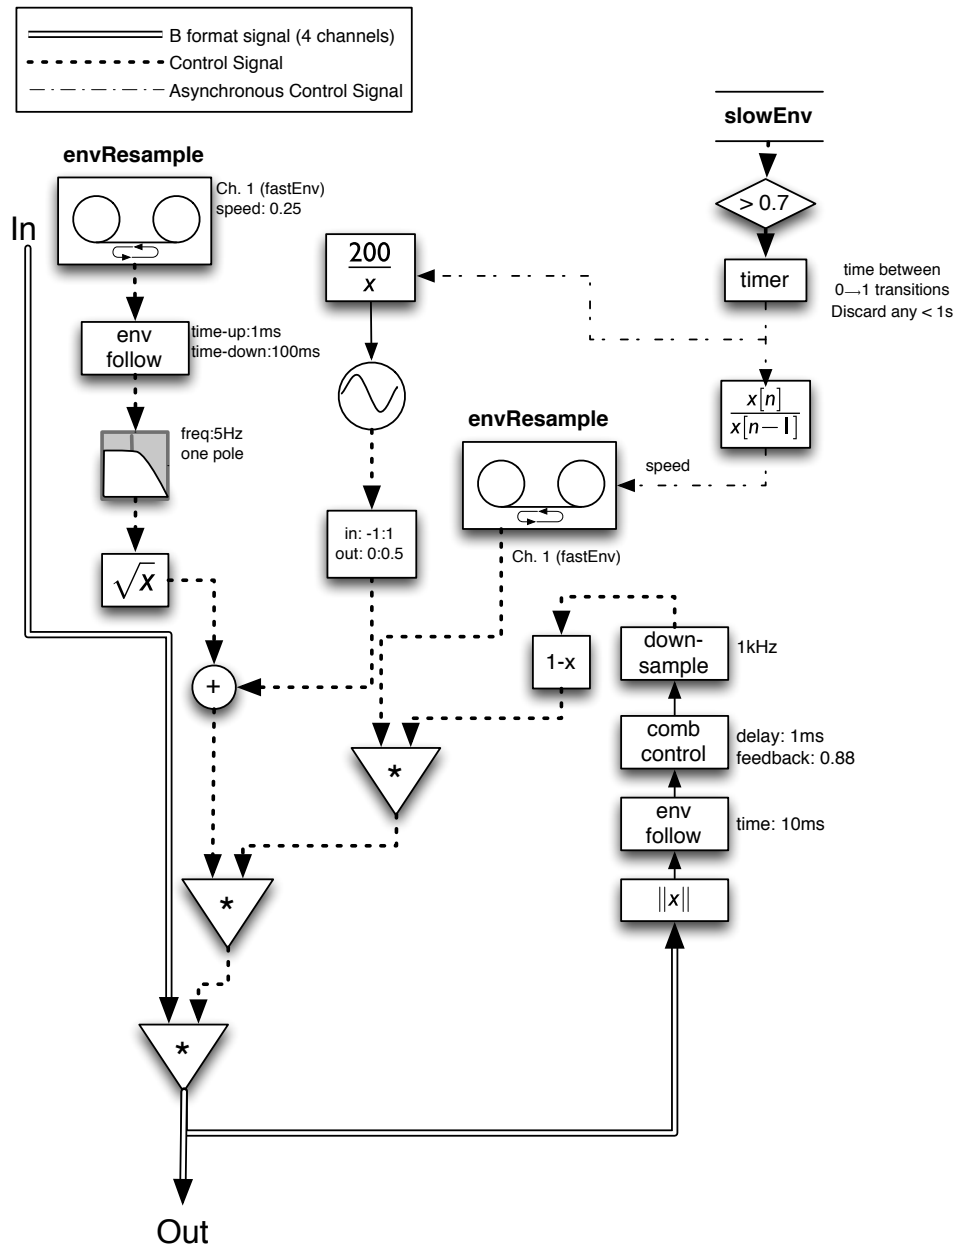 B format signal (4 channels)
Control Signal
Asynchronous Control Signal
slowEnv
envResample
Ch. 1 (fastEnv)
speed: 0.25
In
> 0.7
200
x
timer
time between
0→1 transitions
Discard any < 1s
env
follow
time-up:1ms
time-down:100ms
x[n]
x[n−1]
envResample
freq:5Hz
one pole
speed
in: -1:1
out: 0:0.5
Ch. 1 (fastEnv)
√x
down-
sample
1kHz
1-x
+
comb
control
delay: 1ms
feedback: 0.88
*
env
follow
time: 10ms
*
||x||
*
Out